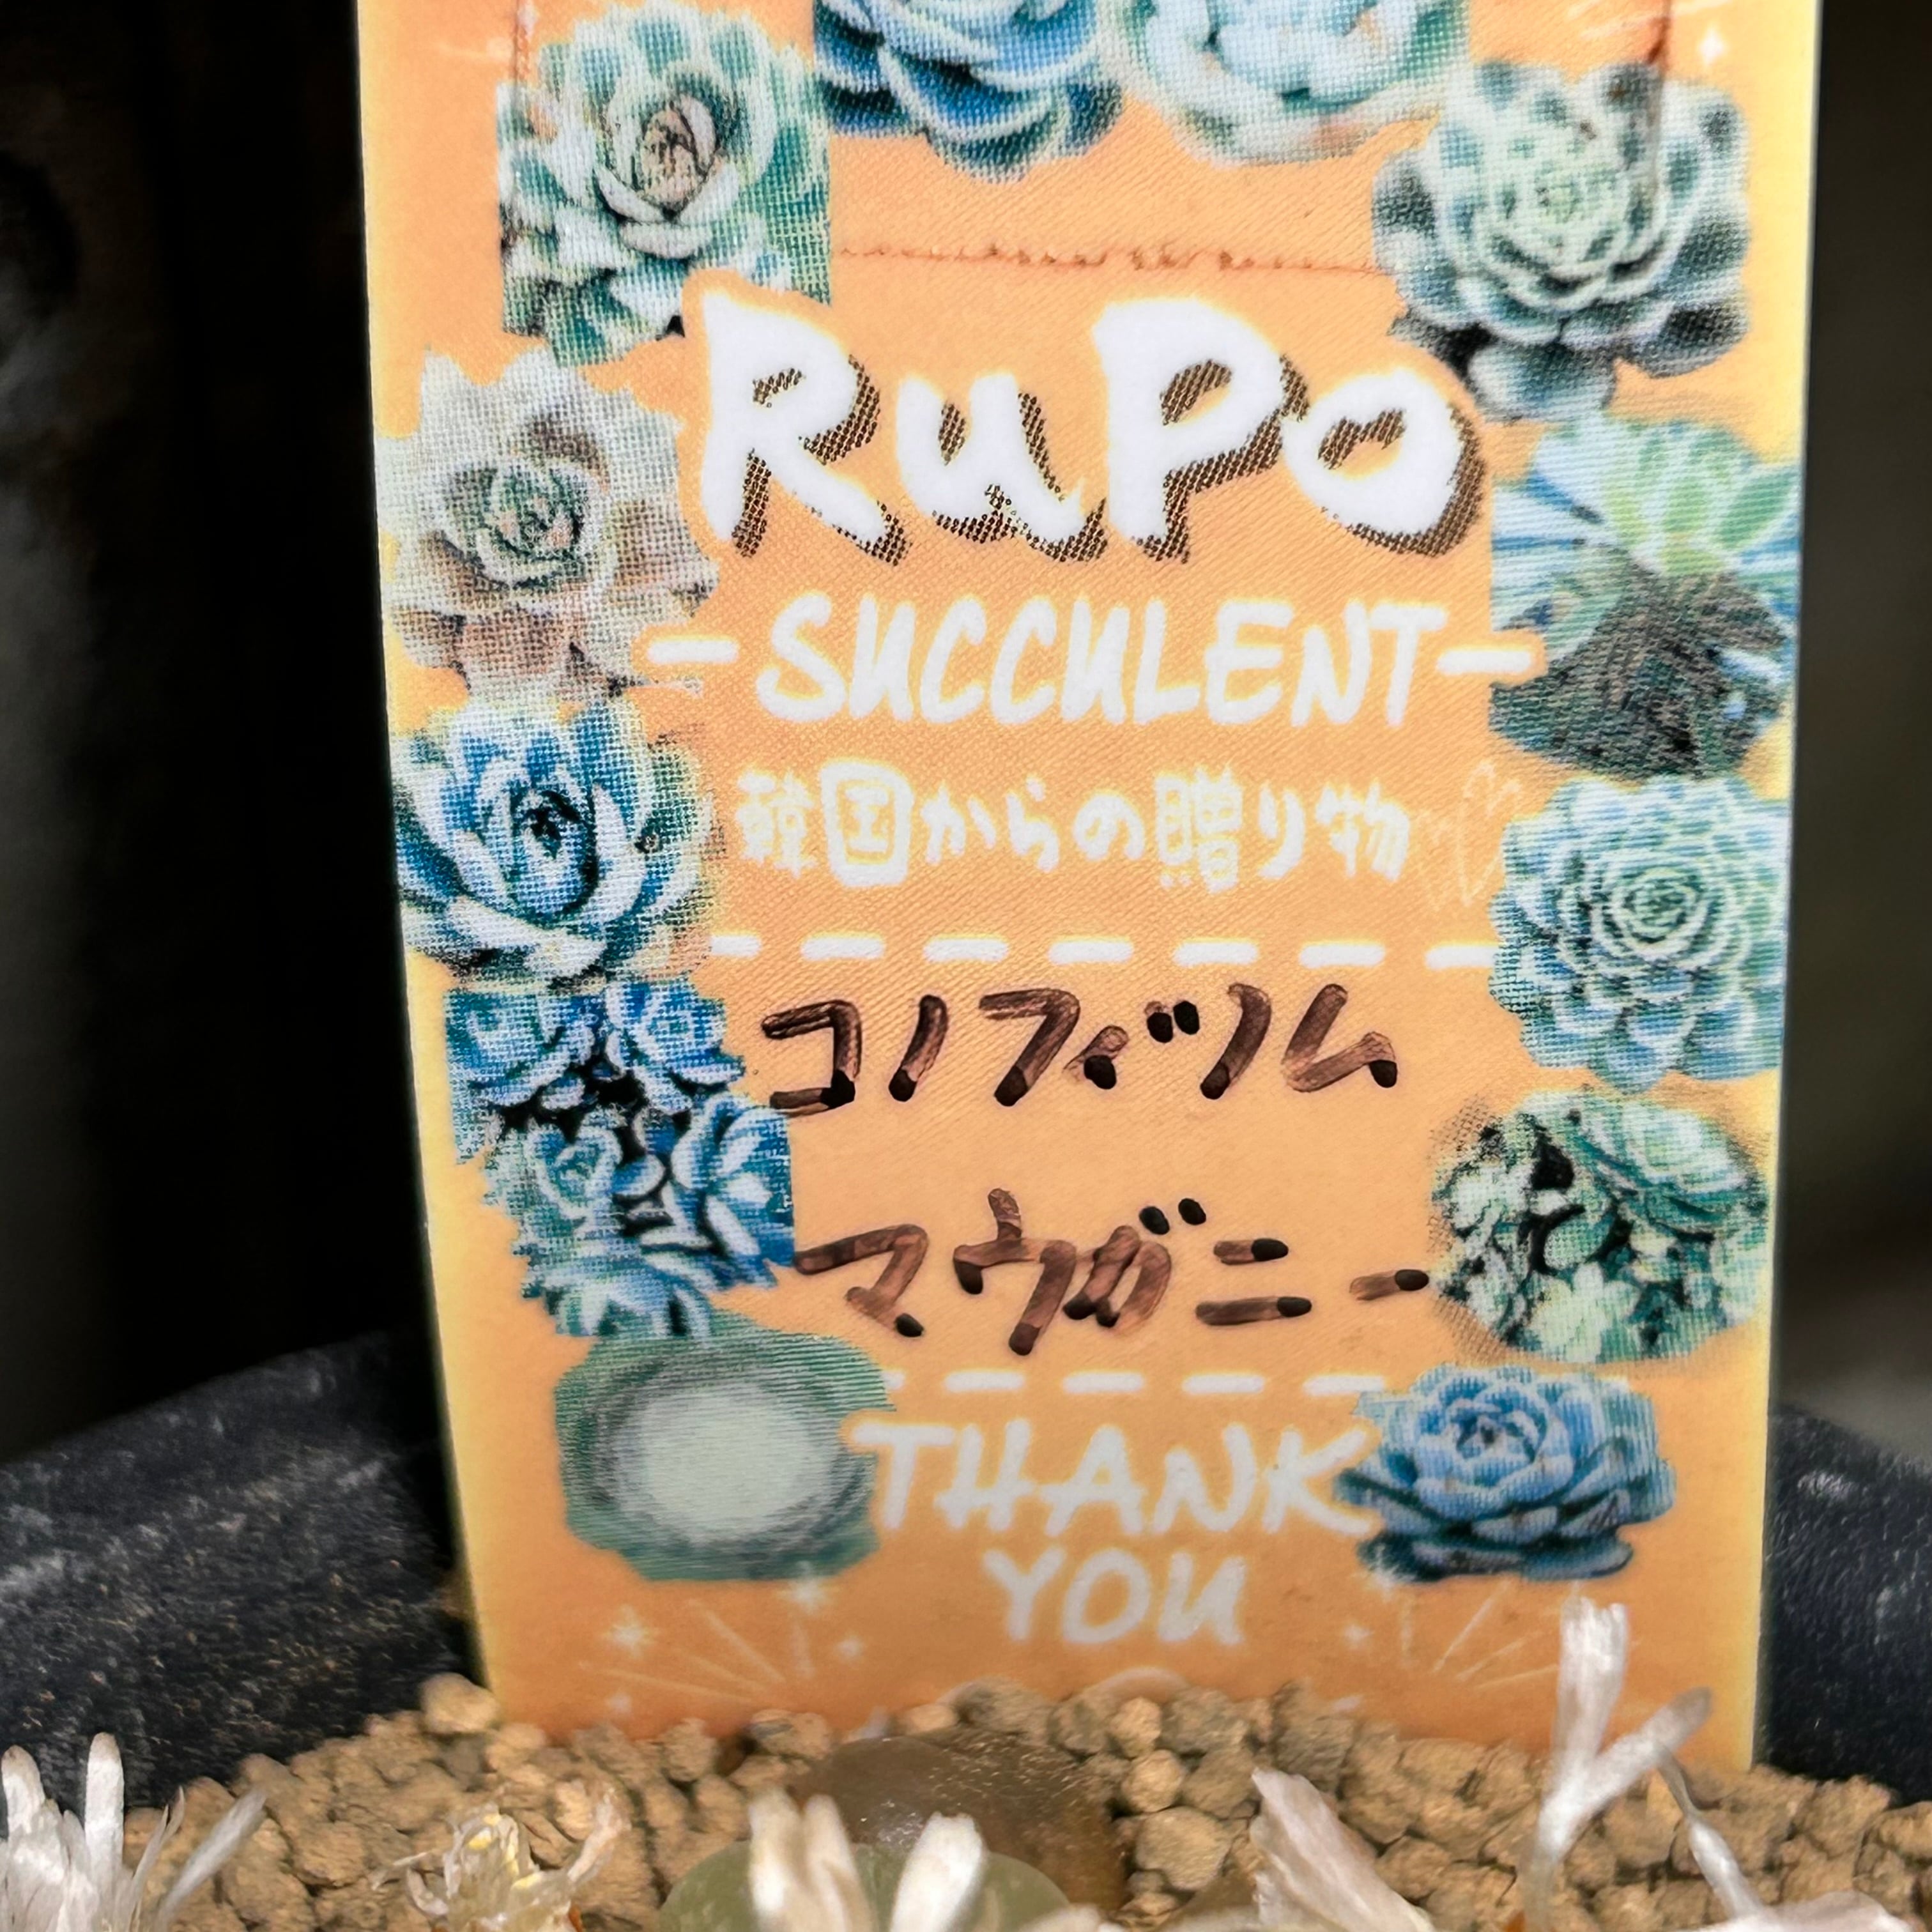 RuPo
-SUCCULENT-
韓国からの贈り物
コノフィヅム
マウガニー
THANK
YOU